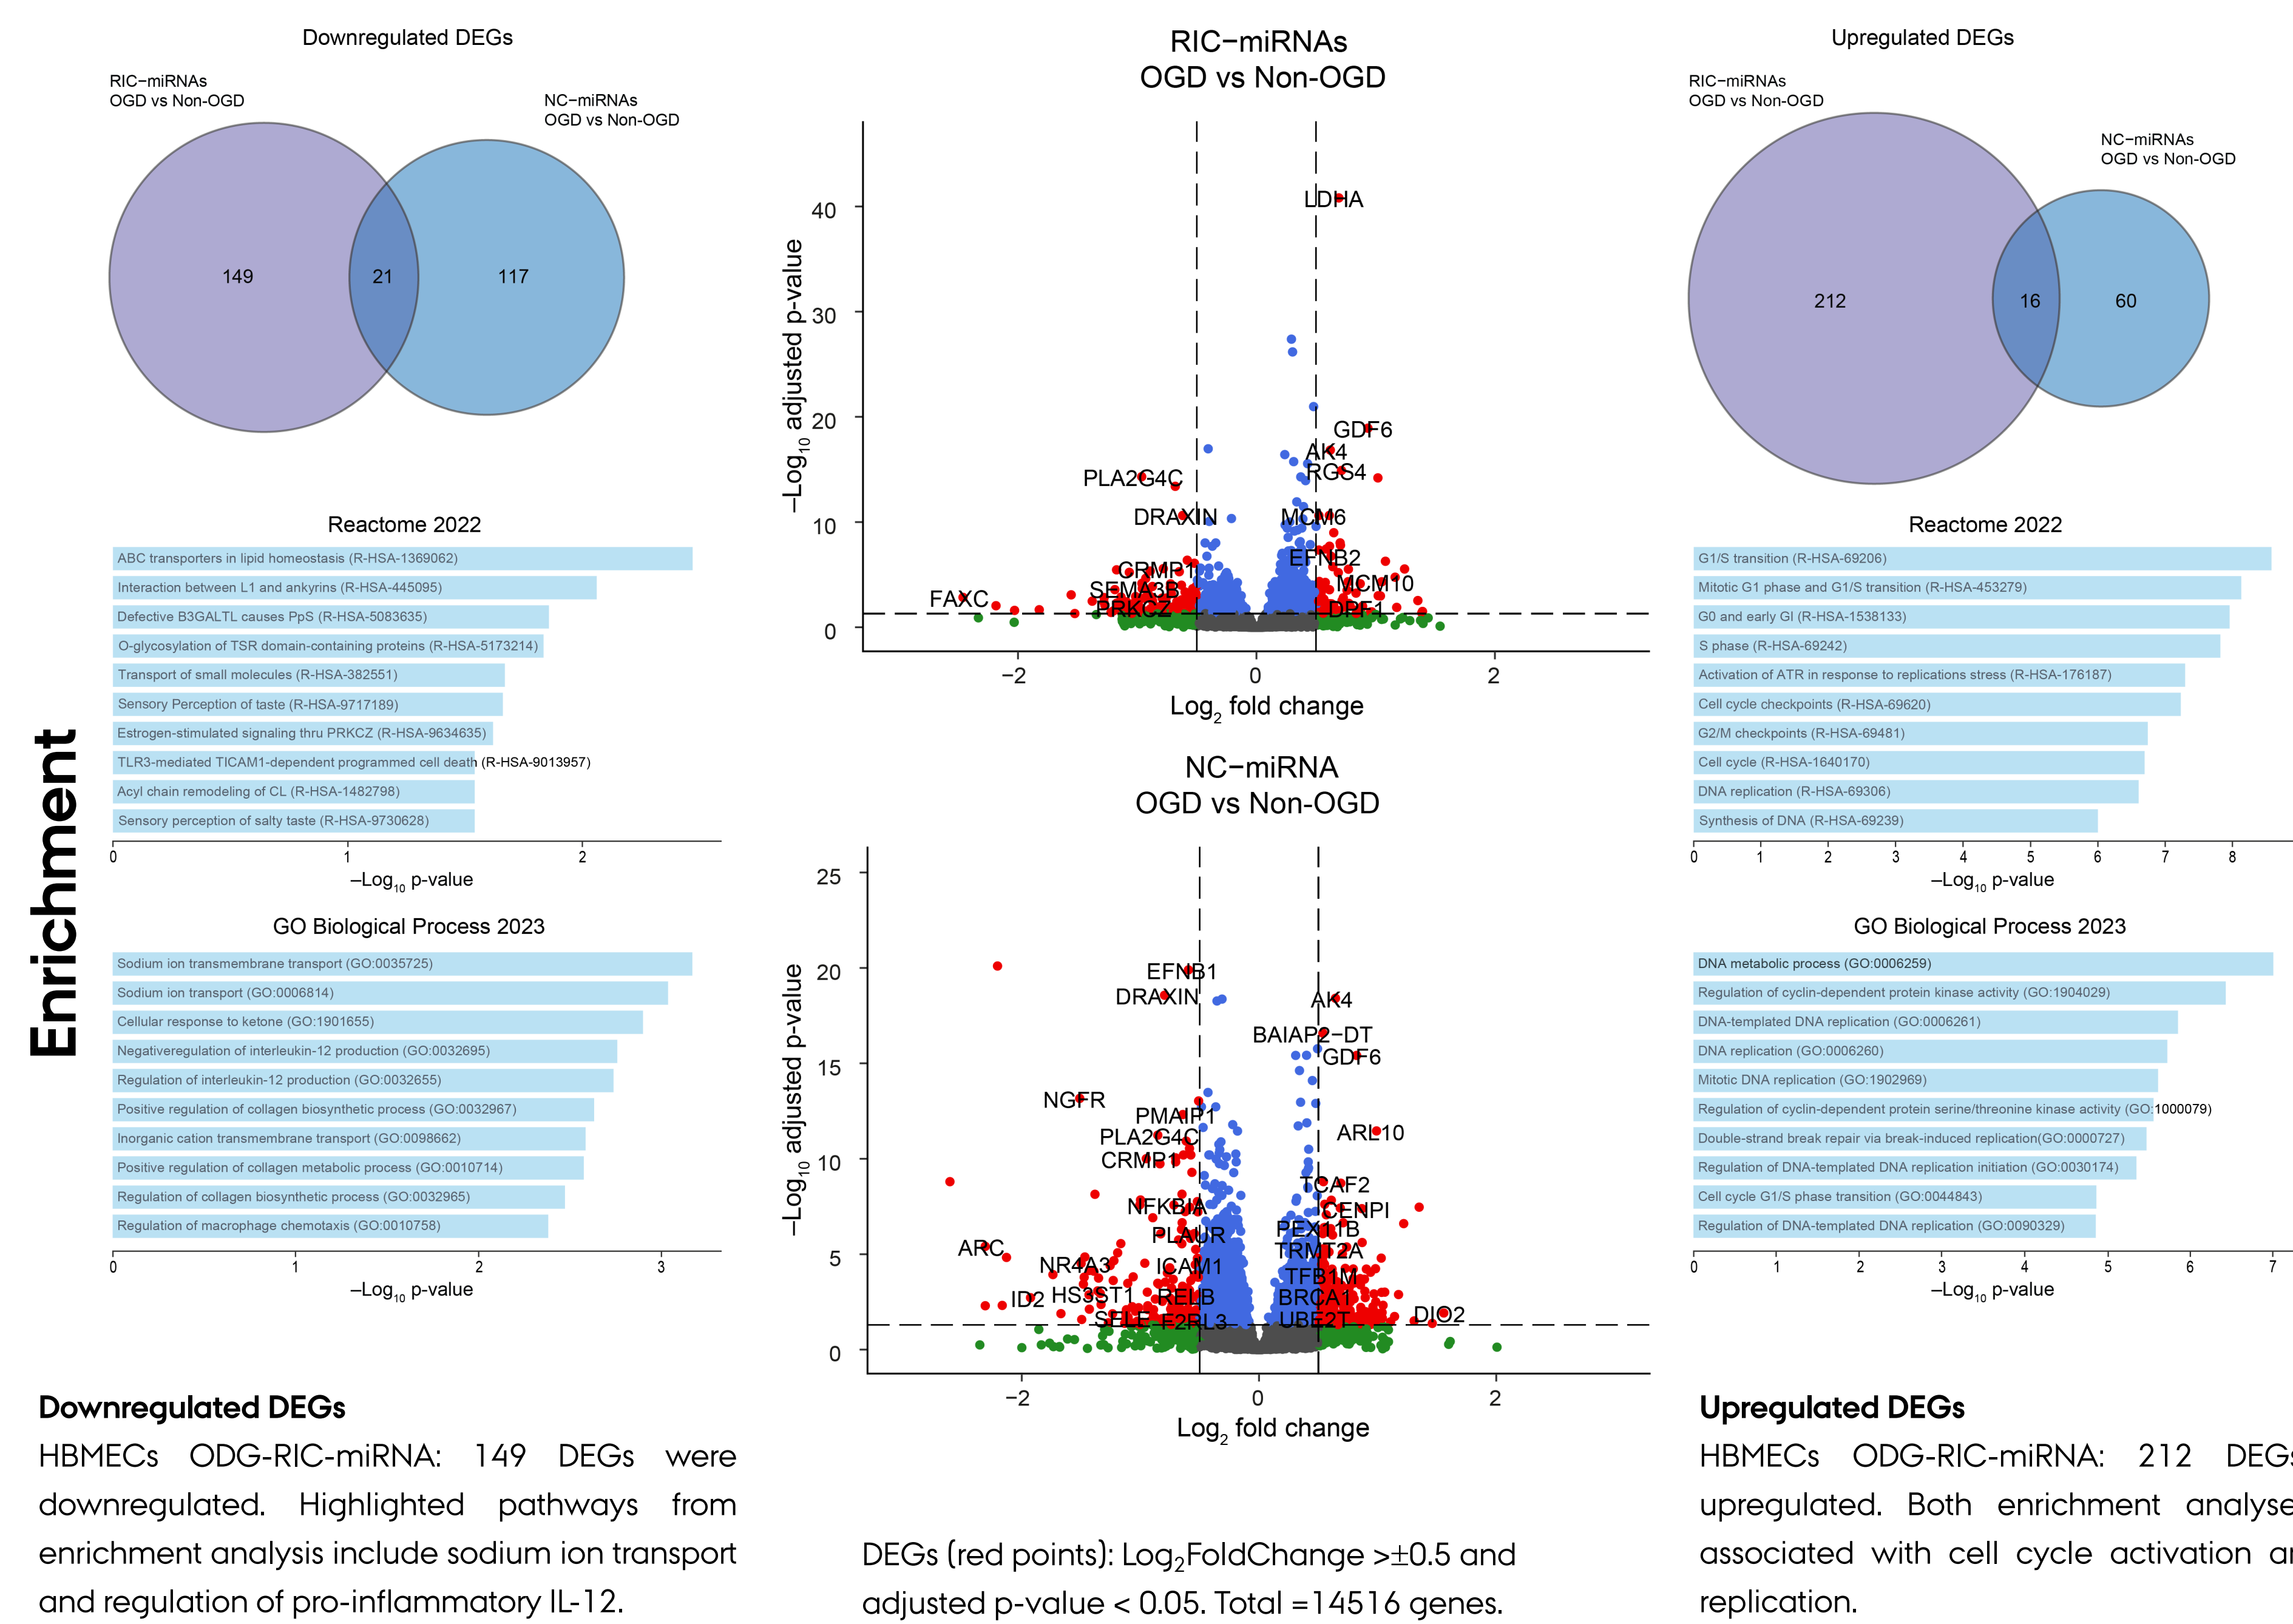 Enrichment
Downregulated DEGs
RIC−miRNAs
OGD vs Non-OGD
NC−miRNAs
OGD vs Non-OGD
149
21
117
Reactome 2022
ABC transporters in lipid homeostasis (R-HSA-1369062)
Interaction between L1 and ankyrins (R-HSA-445095)
Defective B3GALTL causes PpS (R-HSA-5083635)
O-glycosylation of TSR domain-containing proteins (R-HSA-5173214)
Transport of small molecules (R-HSA-382551)
Sensory Perception of taste (R-HSA-9717189)
Estrogen-stimulated signaling thru PRKCZ (R-HSA-9634635)
TLR3-mediated TICAM1-dependent programmed cell death (R-HSA-9013957)
Acyl chain remodeling of CL (R-HSA-1482798)
Sensory perception of salty taste (R-HSA-9730628)
0 1 2
–Log10 p-value
GO Biological Process 2023
Sodium ion transmembrane transport (GO:0035725)
Sodium ion transport (GO:0006814)
Cellular response to ketone (GO:1901655)
Negativeregulation of interleukin-12 production (GO:0032695)
Regulation of interleukin-12 production (GO:0032655)
Positive regulation of collagen biosynthetic process (GO:0032967)
Inorganic cation transmembrane transport (GO:0098662)
Positive regulation of collagen metabolic process (GO:0010714)
Regulation of collagen biosynthetic process (GO:0032965)
Regulation of macrophage chemotaxis (GO:0010758)
0 1 2 3
–Log10 p-value
Downregulated DEGs
HBMECs ODG-RIC-miRNA: 149 DEGs were
downregulated. Highlighted pathways from
enrichment analysis include sodium ion transport
and regulation of pro-inflammatory IL-12.
RIC−miRNAs
OGD vs Non-OGD
–Log10 adjusted p-value
40
30
20
10
0
LDHA
GDF6
AK4
RGS4
PLA2G4C
DRAXIN
MCM6
EFNB2
CRMP1
MCM10
SEMA3B
FAXC
PRKCZ
DPF1
−2 0 2
Log2 fold change
NC−miRNA
OGD vs Non-OGD
–Log10 adjusted p-value
25
20
15
10
5
0
EFNB1
DRAXIN
AK4
BAIAP2−DT
GDF6
NGFR
PMAIP1
ARL10
PLA2G4C
CRMP1
TCAF2
NFKBIA
CENPI
PEX11B
PLAUR
ARC
TRMT2A
NR4A3
ICAM1
TFB1M
ID2
HS3ST1
RELB
BRCA1
SELE
F2RL3
UBE2T
DIO2
−2 0 2
Log2 fold change
DEGs (red points): Log2FoldChange >±0.5 and
adjusted p-value < 0.05. Total =14516 genes.
Upregulated DEGs
RIC−miRNAs
OGD vs Non-OGD
NC−miRNAs
OGD vs Non-OGD
212
16
60
Reactome 2022
G1/S transition (R-HSA-69206)
Mitotic G1 phase and G1/S transition (R-HSA-453279)
G0 and early GI (R-HSA-1538133)
S phase (R-HSA-69242)
Activation of ATR in response to replications stress (R-HSA-176187)
Cell cycle checkpoints (R-HSA-69620)
G2/M checkpoints (R-HSA-69481)
Cell cycle (R-HSA-1640170)
DNA replication (R-HSA-69306)
Synthesis of DNA (R-HSA-69239)
0 1 2 3 4 5 6 7 8
–Log10 p-value
GO Biological Process 2023
DNA metabolic process (GO:0006259)
Regulation of cyclin-dependent protein kinase activity (GO:1904029)
DNA-templated DNA replication (GO:0006261)
DNA replication (GO:0006260)
Mitotic DNA replication (GO:1902969)
Regulation of cyclin-dependent protein serine/threonine kinase activity (GO:1000079)
Double-strand break repair via break-induced replication(GO:0000727)
Regulation of DNA-templated DNA replication initiation (GO:0030174)
Cell cycle G1/S phase transition (GO:0044843)
Regulation of DNA-templated DNA replication (GO:0090329)
0 1 2 3 4 5 6 7
–Log10 p-value
Upregulated DEGs
HBMECs ODG-RIC-miRNA: 212 DEGs
upregulated. Both enrichment analyse
associated with cell cycle activation a
replication.